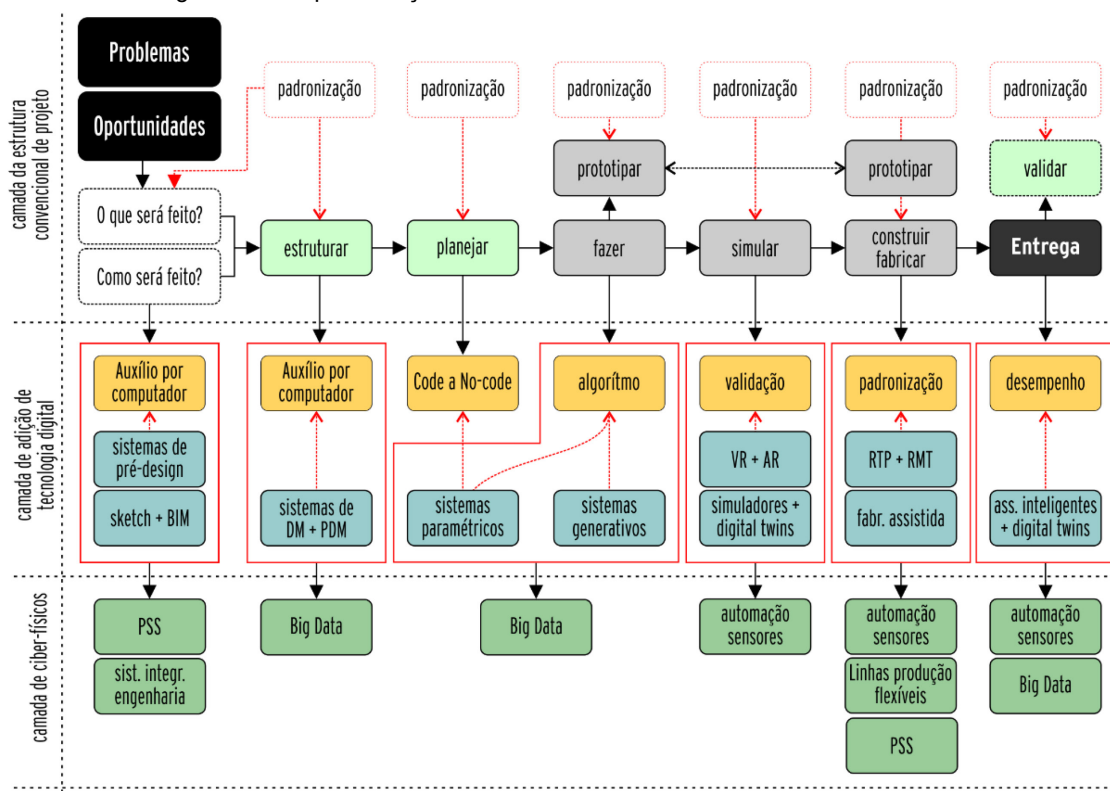 Problemas
Oportunidades
padronização
padronização
padronização
padronização
padronização
padronização
camada da estrutura
convencional de projeto
prototipar
prototipar
validar
O que será feito?
Como será feito?
estruturar
planejar
fazer
simular
construir
fabricar
Entrega
camada de adição de
tecnologia digital
Auxílio por
computador
Auxílio por
computador
Code a No-code
algorítmo
validação
padronização
desempenho
sistemas de
pré-design
sketch + BIM
sistemas de
DM + PDM
sistemas
paramétricos
sistemas
generativos
VR + AR
simuladores +
digital twins
RTP + RMT
fabr. assistida
ass. inteligentes
+ digital twins
camada de ciber-físicos
PSS
sist. integr.
engenharia
Big Data
Big Data
automação
sensores
automação
sensores
Linhas produção
flexíveis
PSS
automação
sensores
Big Data